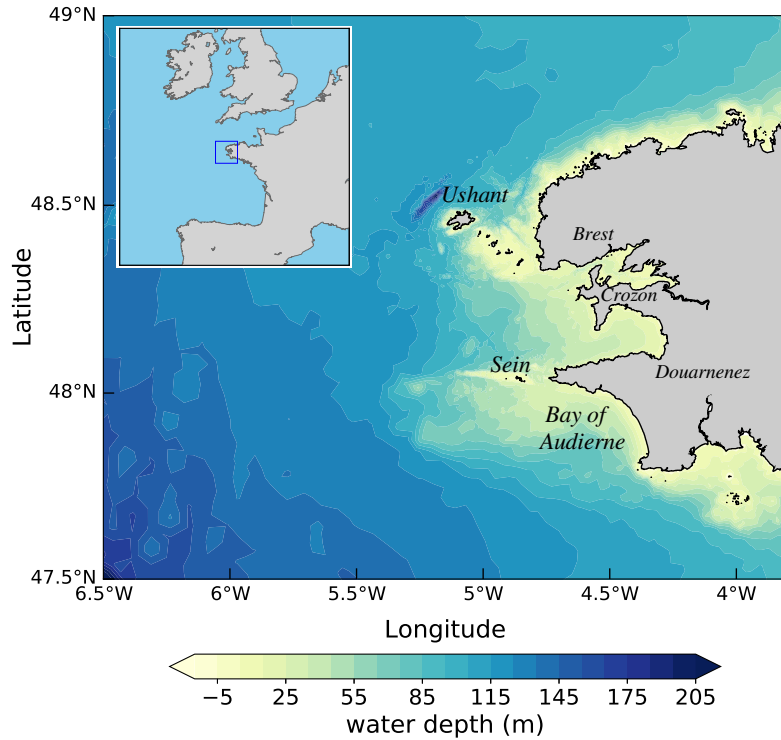 49°N
48.5°N
48°N
47.5°N
Latitude
Ushant
Brest
Crozon
Sein
Douarnenez
Bay of
Audierne
6.5°W
6°W
5.5°W
5°W
4.5°W
4°W
Longitude
−5
25
55
85
115
145
175
205
water depth (m)